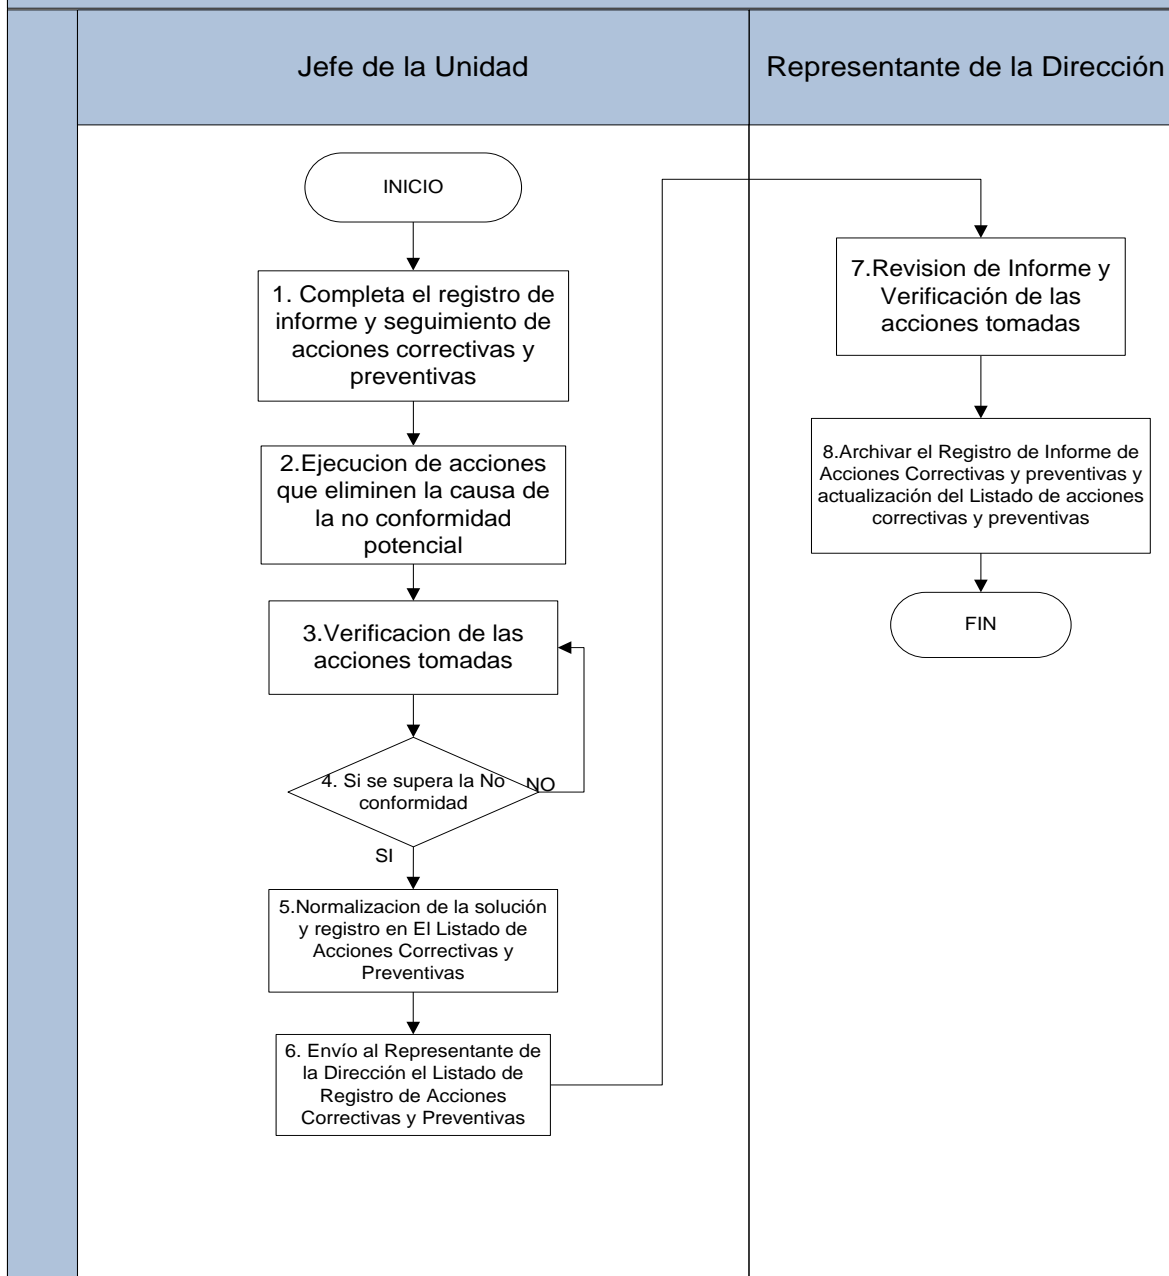 Jefe de la Unidad
Representante de la Dirección
INICIO
1. Completa el registro de
informe y seguimiento de
acciones correctivas y
preventivas
2.Ejecucion de acciones
que eliminen la causa de
la no conformidad
potencial
3.Verificacion de las
acciones tomadas
4. Si se supera la No
conformidad
NO
SI
5.Normalizacion de la solución
y registro en El Listado de
Acciones Correctivas y
Preventivas
6. Envío al Representante de
la Dirección el Listado de
Registro de Acciones
Correctivas y Preventivas
7.Revision de Informe y
Verificación de las
acciones tomadas
8.Archivar el Registro de Informe de
Acciones Correctivas y preventivas y
actualización del Listado de acciones
correctivas y preventivas
FIN